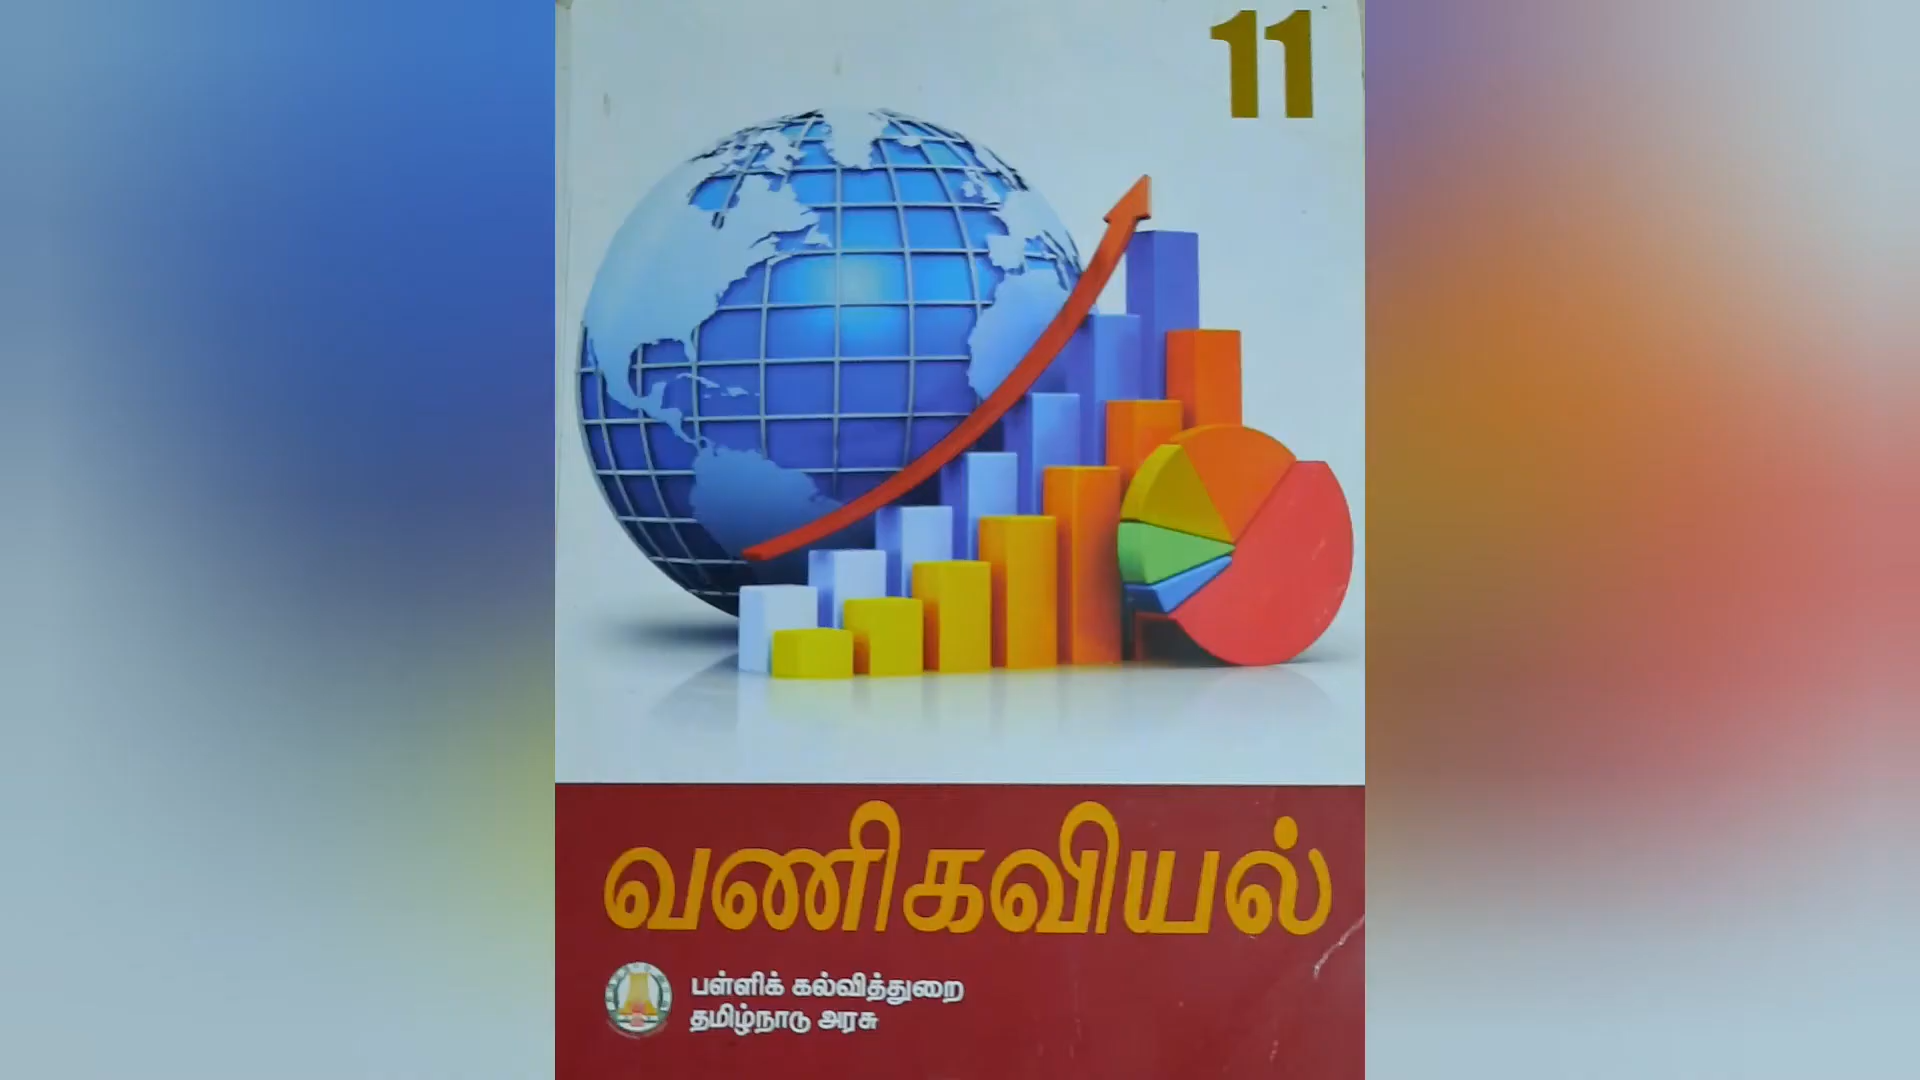 11
வணிகவியல்
பள்ளிக் கல்வித்துறை
தமிழ்நாடு அரசு